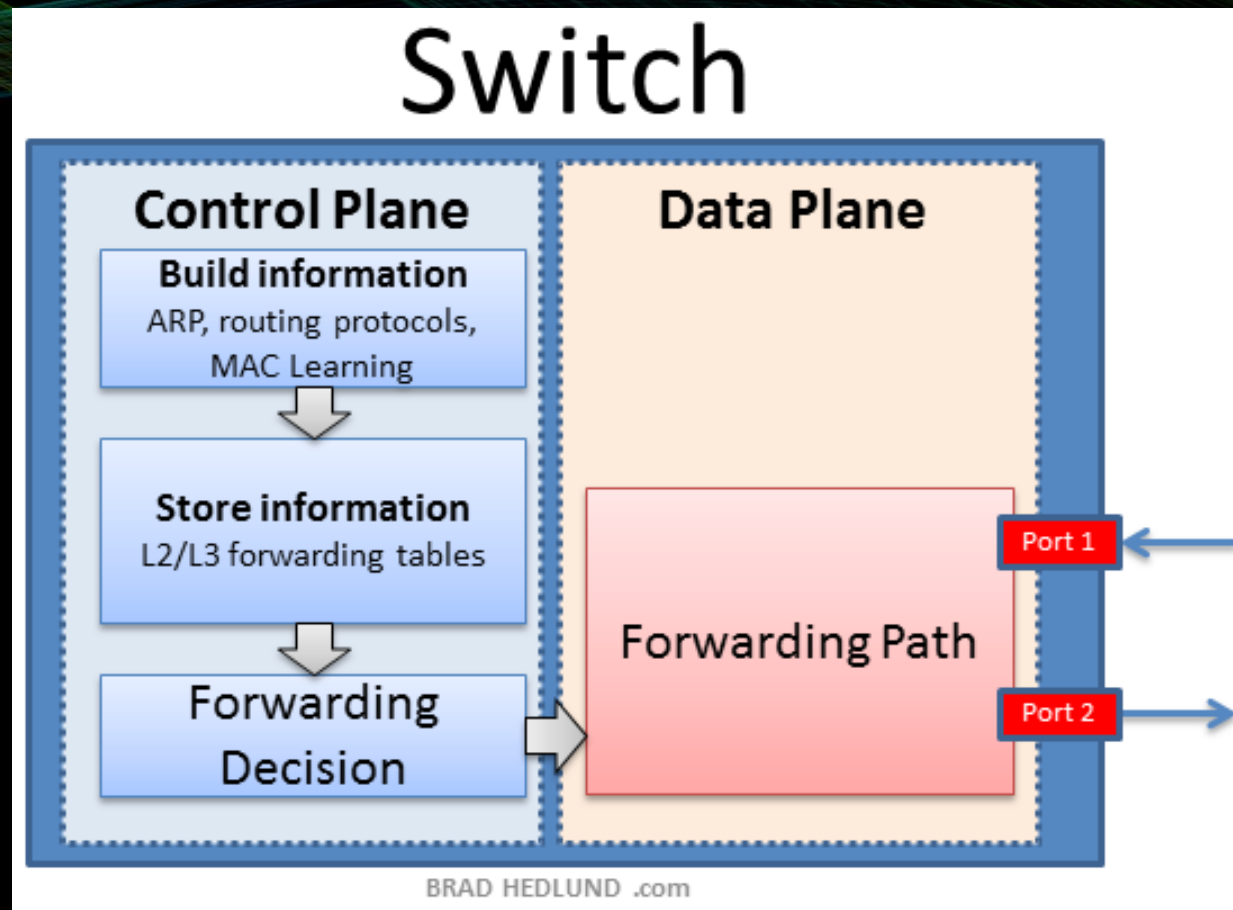 Switch
Control Plane
Build information
ARP, routing protocols,
MAC Learning
Store information
L2/L3 forwarding tables
Forwarding
Decision
Data Plane
Forwarding Path
Port 1
Port 2
BRAD HEDLUND .com